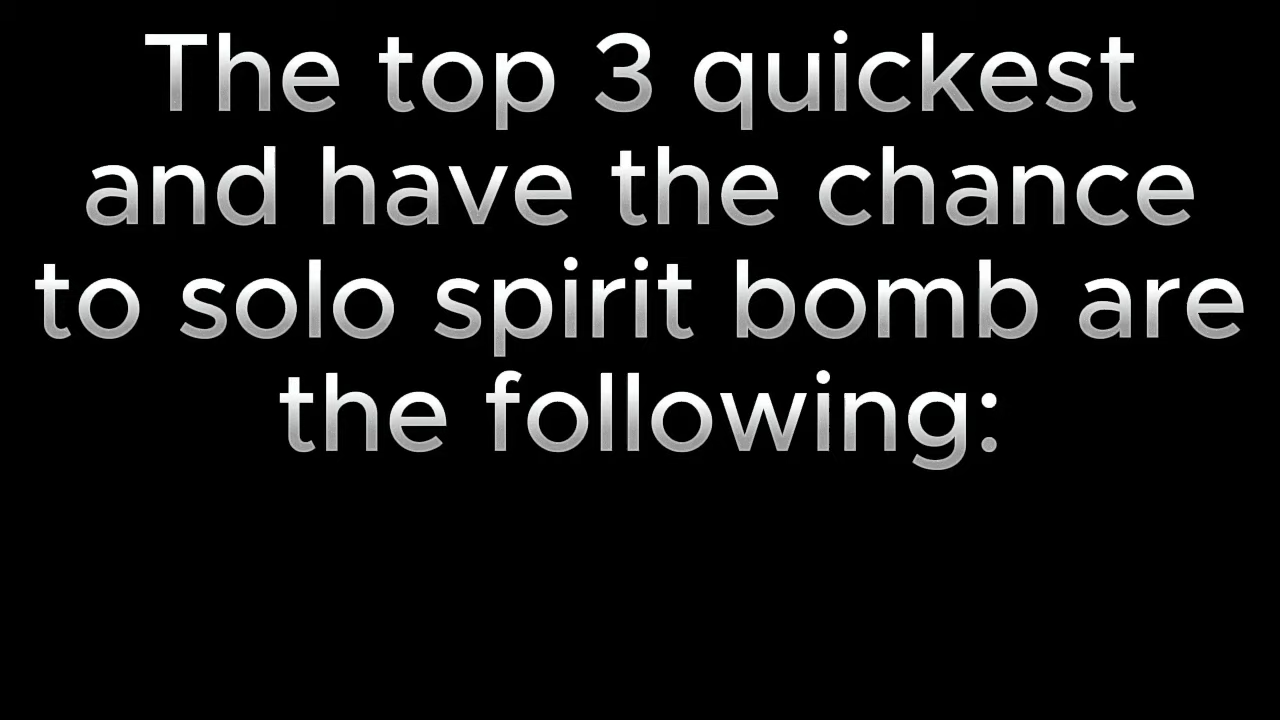 The top 3 quickest
and have the chance
to solo spirit bomb are
the following: